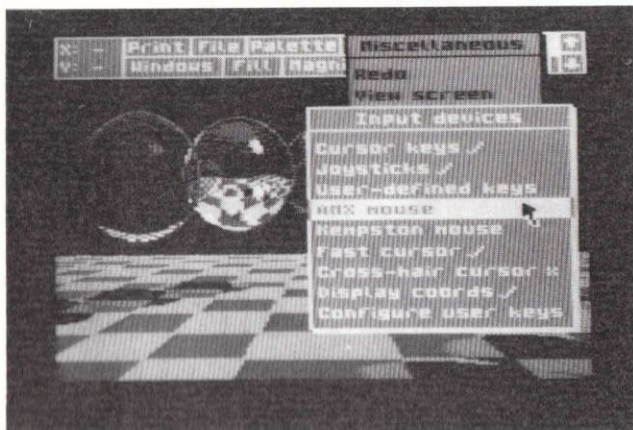 X: - Print File Palette Miscellaneous
Y: - Windows Fill Magni
Redo
View screen
Input devices
Cursor keys ✓
Joysticks ✓
User-defined keys
AMX mouse
Kempston mouse
Fast cursor ✓
Cross-hair cursor x
Display coords ✓
Configure user keys